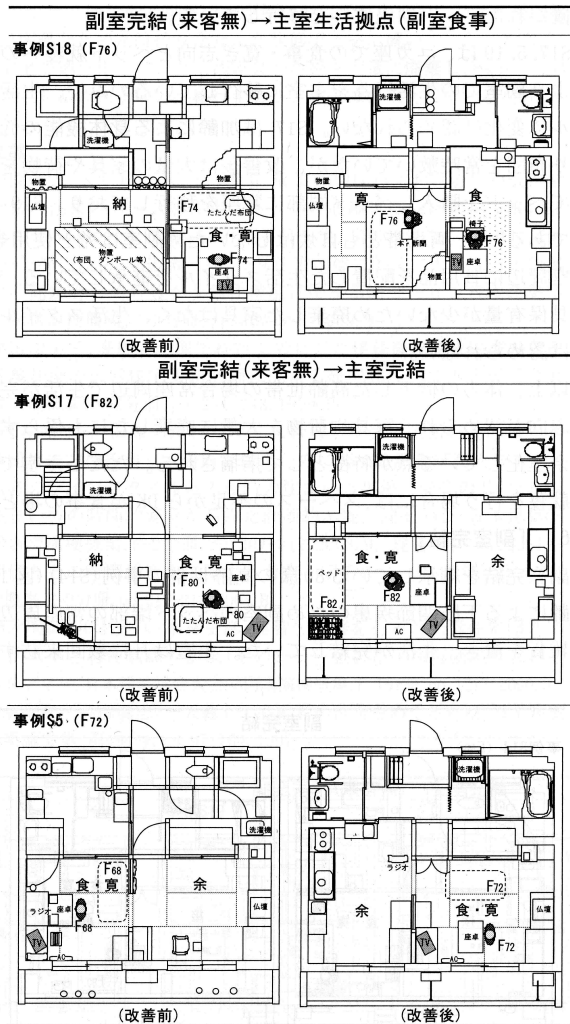 副室完結(来客無)→主室生活拠点(副室食事)
事例S18 (F76)
洗濯機
物置
仏壇
納
物置
(布団、ダンボール等)
物置
F74
たたんだ布団
食・寛
F74
座卓
TV
(改善前)
洗濯機
物置
仏壇
寛
F76
本・新聞
物置
食
椅子
F76
TV
座卓
(改善後)
副室完結(来客無)→主室完結
事例S17 (F82)
洗濯機
納
食・寛
F80
座卓
F80
たたんだ布団
AC
TV
(改善前)
洗濯機
ベッド
F82
食・寛
F82
座卓
AC
TV
余
(改善後)
事例S5 (F72)
洗濯機
F68
食・寛
ラジオ
座卓
F68
TV
AC
余
仏壇
(改善前)
洗濯機
ラジオ
余
F72
食・寛
仏壇
TV
座卓
F72
AC
(改善後)